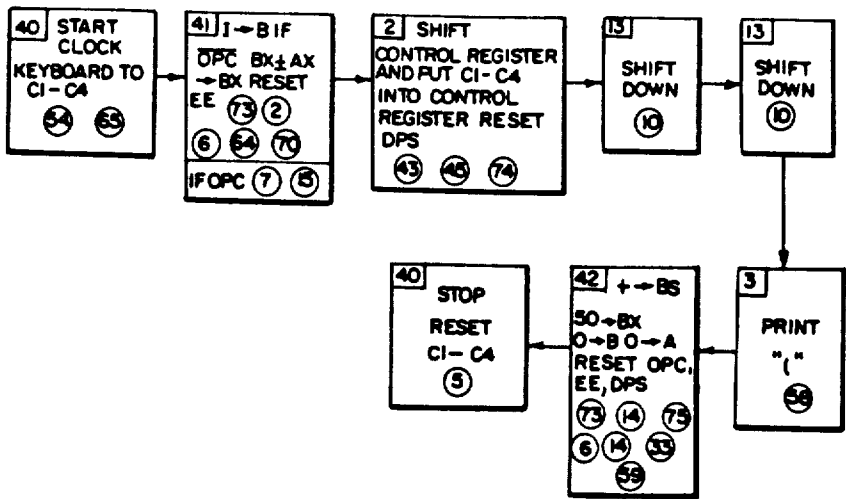 40 START
CLOCK
KEYBOARD TO
C1-C4
54 65
41 I→B IF
OPC BX±AX
→BX RESET
EE 73 2
6 64 70
IF OPC 7 15
2 SHIFT
CONTROL REGISTER
AND PUT C1-C4
INTO CONTROL
REGISTER RESET
DPS
43 45 74
13
SHIFT
DOWN
10
13
SHIFT
DOWN
10
3
PRINT
"("
58
42 +→BS
50→BX
0→B 0→A
RESET OPC,
EE, DPS
73 14 75
6 14 33
59
40
STOP
RESET
C1-C4
5